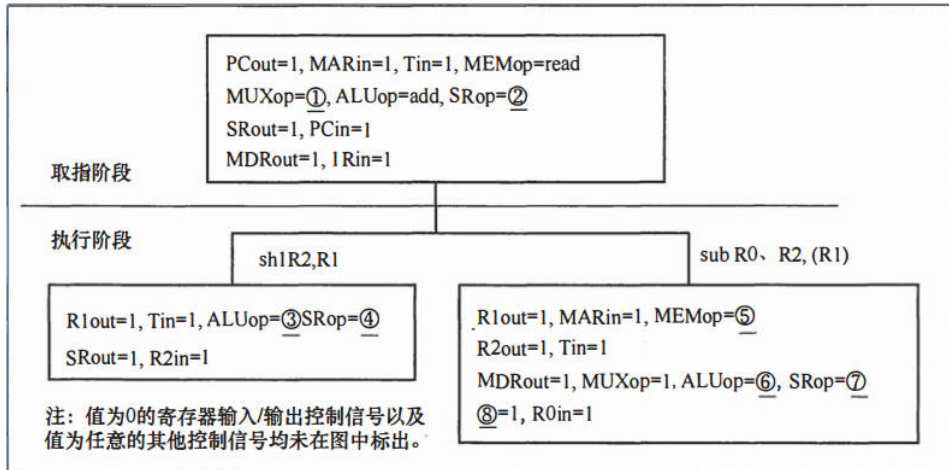 PCout=1, MARin=1, Tin=1, MEMop=read
MUXop=①, ALUop=add, SRop=②
SRout=1, PCin=1
MDRout=1, 1Rin=1
取指阶段
执行阶段
sh1R2,R1
sub R0、R2, (R1)
R1out=1, Tin=1, ALUop=③SRop=④
SRout=1, R2in=1
R1out=1, MARin=1, MEMop=⑤
R2out=1, Tin=1
MDRout=1, MUXop=1, ALUop=⑥, SRop=⑦
⑧=1, R0in=1
注：值为0的寄存器输入/输出控制信号以及
值为任意的其他控制信号均未在图中标出。